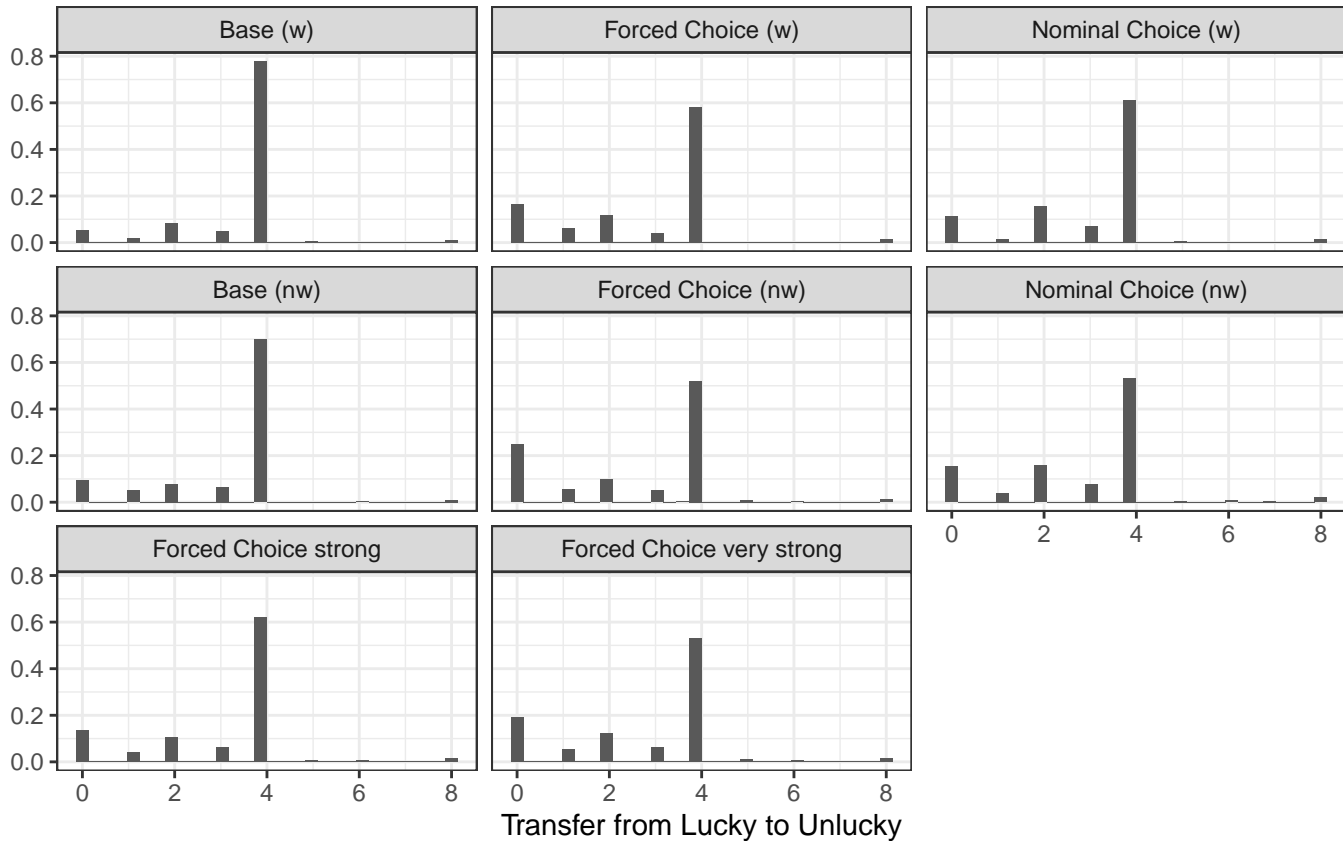 Base (w)
Forced Choice (w)
Nominal Choice (w)
0.8
0.6
0.4
0.2
0.0
Base (nw)
Forced Choice (nw)
Nominal Choice (nw)
0.8
0.6
0.4
0.2
0.0
0 2 4 6 8
Forced Choice strong
Forced Choice very strong
0.8
0.6
0.4
0.2
0.0
0 2 4 6 8
0 2 4 6 8
Transfer from Lucky to Unlucky